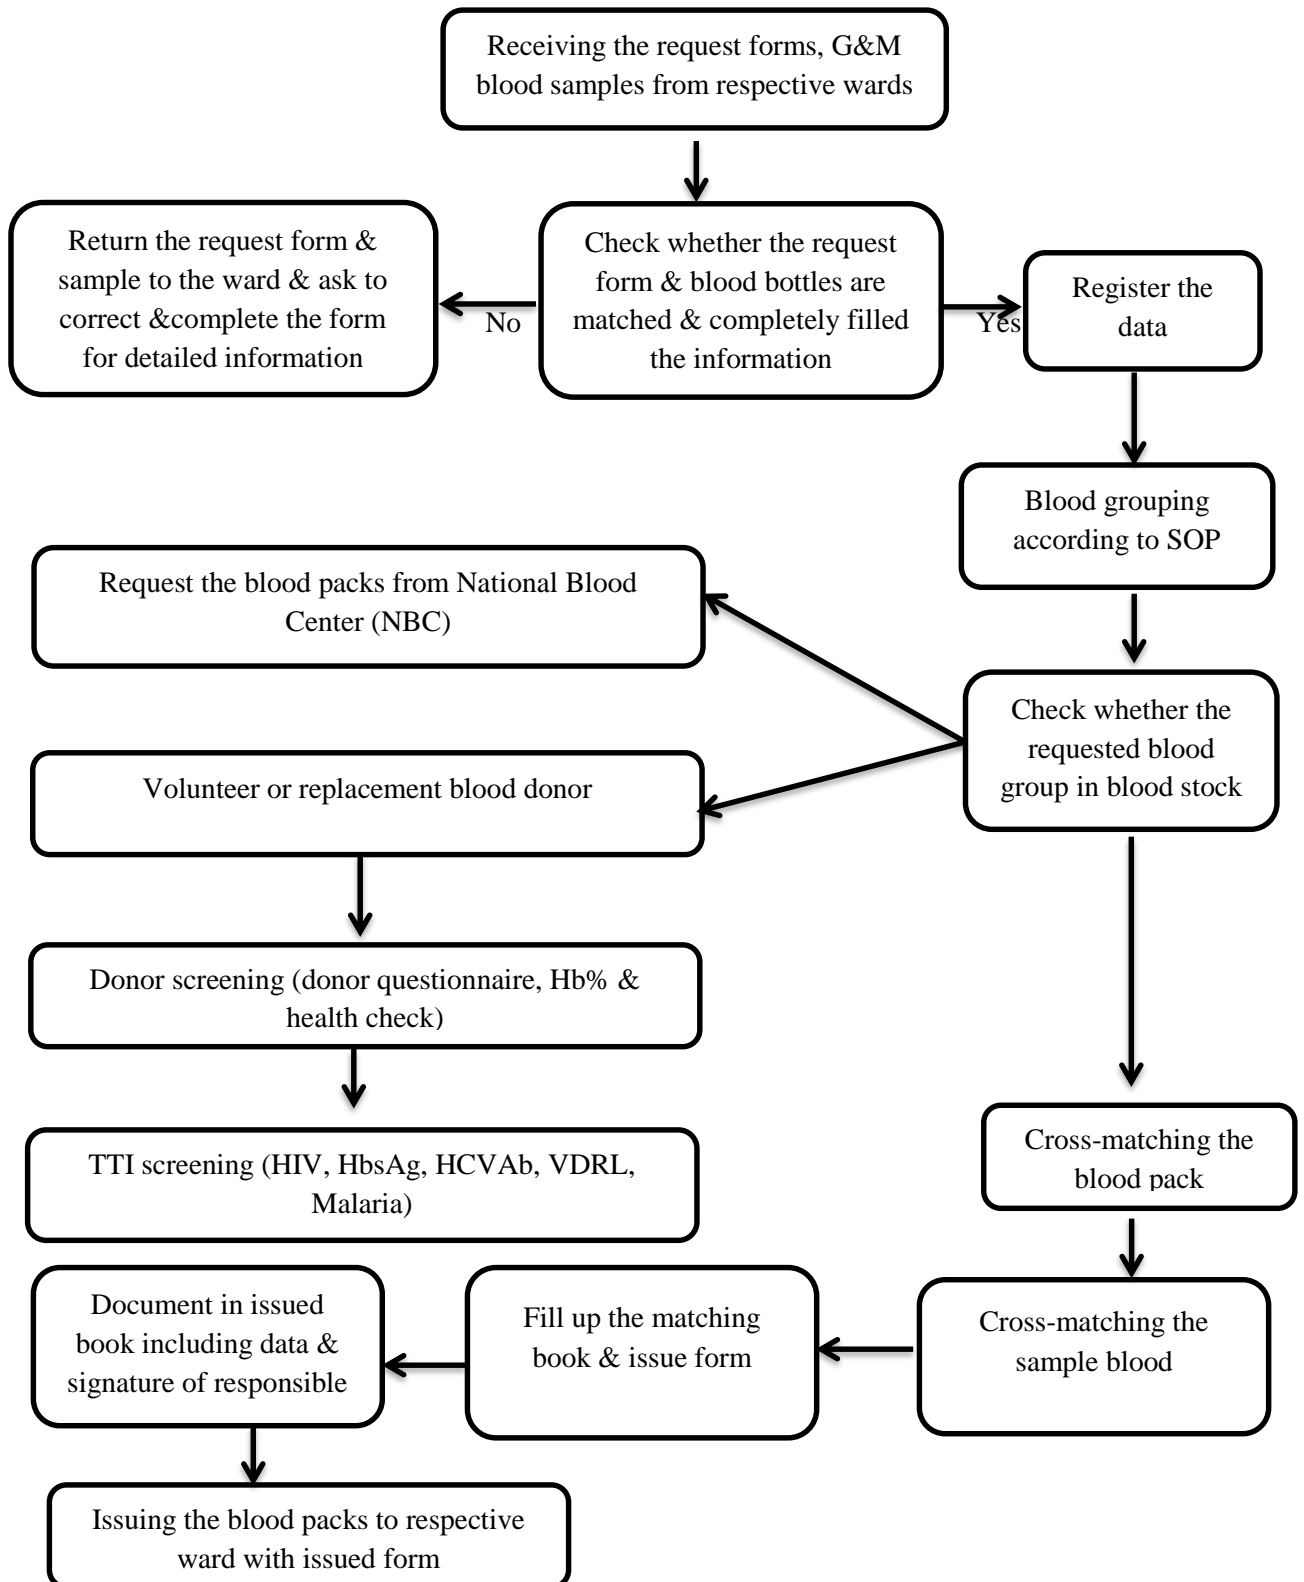 Receiving the request forms, G&M
blood samples from respective wards
Return the request form &
sample to the ward & ask to
correct &complete the form
for detailed information
No
Check whether the request
form & blood bottles are
matched & completely filled
the information
Yes
Register the
data
Blood grouping
according to SOP
Request the blood packs from National Blood
Center (NBC)
Check whether the
requested blood
group in blood stock
Volunteer or replacement blood donor
Donor screening (donor questionnaire, Hb% &
health check)
TTI screening (HIV, HbsAg, HCVAb, VDRL,
Malaria)
Cross-matching the
blood pack
Cross-matching the
sample blood
Fill up the matching
book & issue form
Document in issued
book including data &
signature of responsible
Issuing the blood packs to respective
ward with issued form